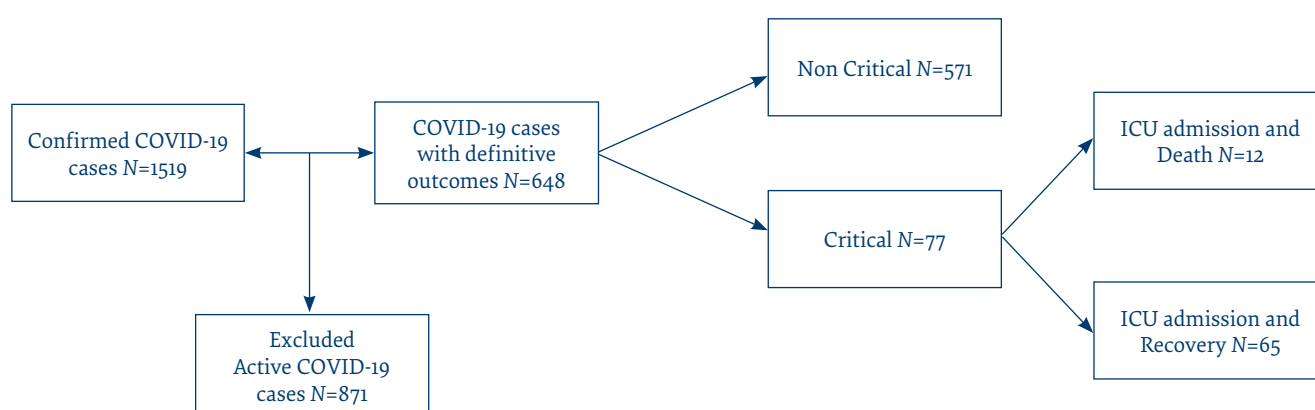 Confirmed COVID-19
cases N=1519
COVID-19 cases
with definitive
outcomes N=648
Excluded
Active COVID-19
cases N=871
Non Critical N=571
Critical N=77
ICU admission and
Death N=12
ICU admission and
Recovery N=65